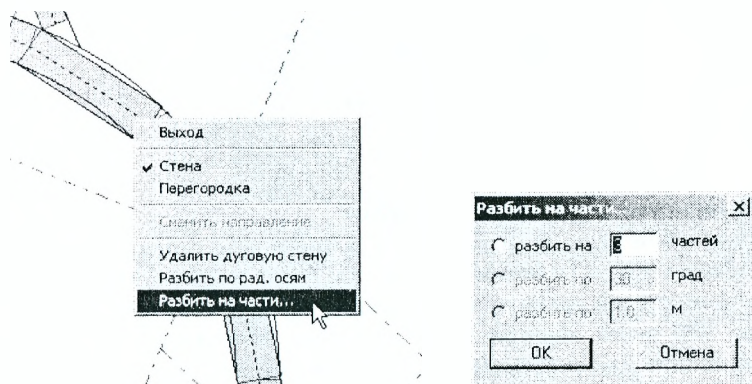 Выход
Стена
Перегородка
Сменить направление
Удалить дуговую стену
Разбить по рад. осям
Разбить на части...
Разбить на части
разбить на 3 частей
разбить по 30 град
разбить по 1.0 м
OK Отмена